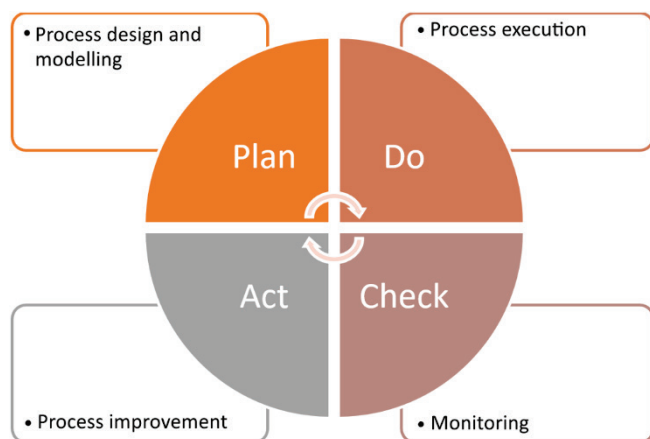 • Process design and
modelling
• Process execution
Plan
Do
Act
Check
• Process improvement
• Monitoring